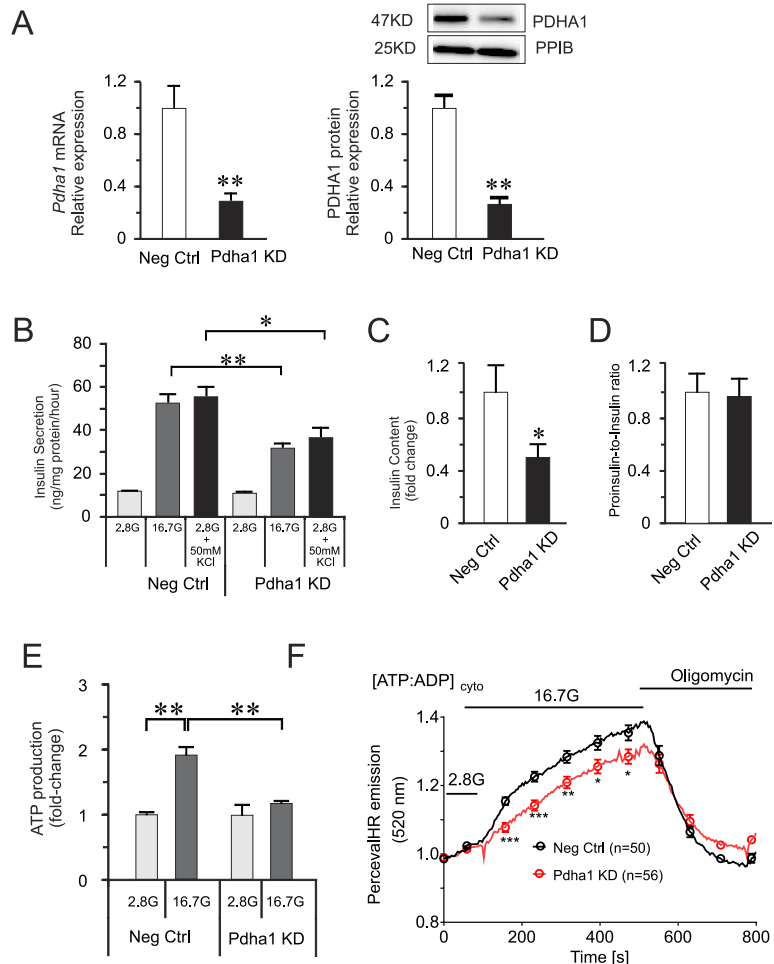 A
47KD
PDHA1
25KD
PPIB
Pdha1 mRNA
Relative expression
1.2
0.8
0.4
0
**
Neg Ctrl
Pdha1 KD
PDHA1 protein
Relative expression
1.2
0.8
0.4
0
**
Neg Ctrl
Pdha1 KD
B
Insulin Secretion
(ng/mg protein/hour)
80
60
40
20
0
**
*
2.8G
16.7G
2.8G
+
50mM
KCl
2.8G
16.7G
2.8G
+
50mM
KCl
Neg Ctrl
Pdha1 KD
C
Insulin Content
(fold change)
1.2
0.8
0.4
0
*
Neg Ctrl
Pdha1 KD
D
Proinsulin-to-Insulin ratio
1.2
0.8
0.4
0
Neg Ctrl
Pdha1 KD
E
ATP production
(fold-change)
3
2
1
0
**
**
2.8G
16.7G
2.8G
16.7G
Neg Ctrl
Pdha1 KD
F
[ATP:ADP] cyto
Oligomycin
16.7G
2.8G
PercevalHR emission
(520 nm)
1.4
1.2
1.0
0.8
***
***
**
*
*
Neg Ctrl (n=50)
Pdha1 KD (n=56)
0
200
400
600
800
Time [s]